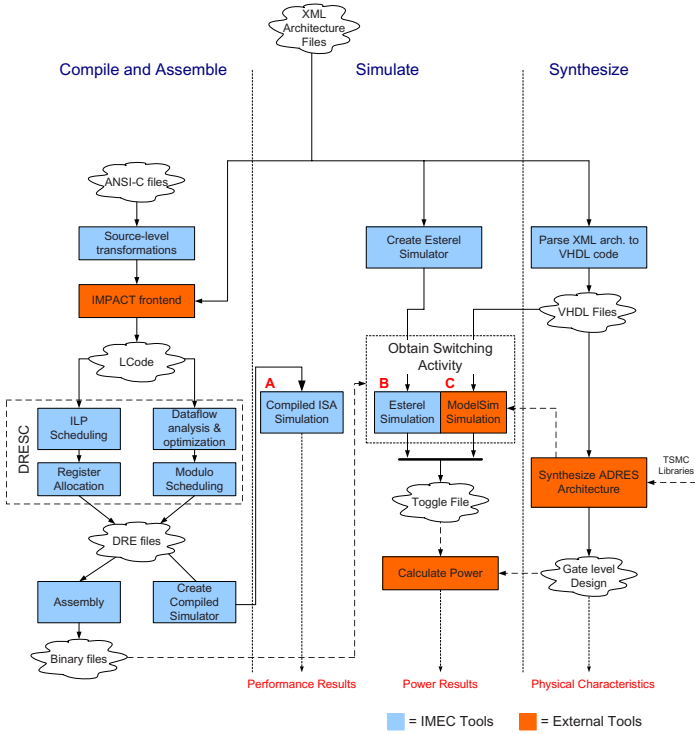 XML
Architecture
Files
Compile and Assemble
Simulate
Synthesize
ANSI-C files
Source-level
transformations
Create Esterel
Simulator
Parse XML arch. to
VHDL code
IMPACT frontend
VHDL Files
LCode
Obtain Switching
Activity
A
B
C
DRESC
ILP
Scheduling
Dataflow
analysis &
optimization
Compiled ISA
Simulation
Esterel
Simulation
ModelSim
Simulation
Register
Allocation
Modulo
Scheduling
Synthesize ADRES
Architecture
TSMC
Libraries
Toggle File
DRE files
Calculate Power
Gate level
Design
Assembly
Create
Compiled
Simulator
Binary files
Performance Results
Power Results
Physical Characteristics
= IMEC Tools
= External Tools